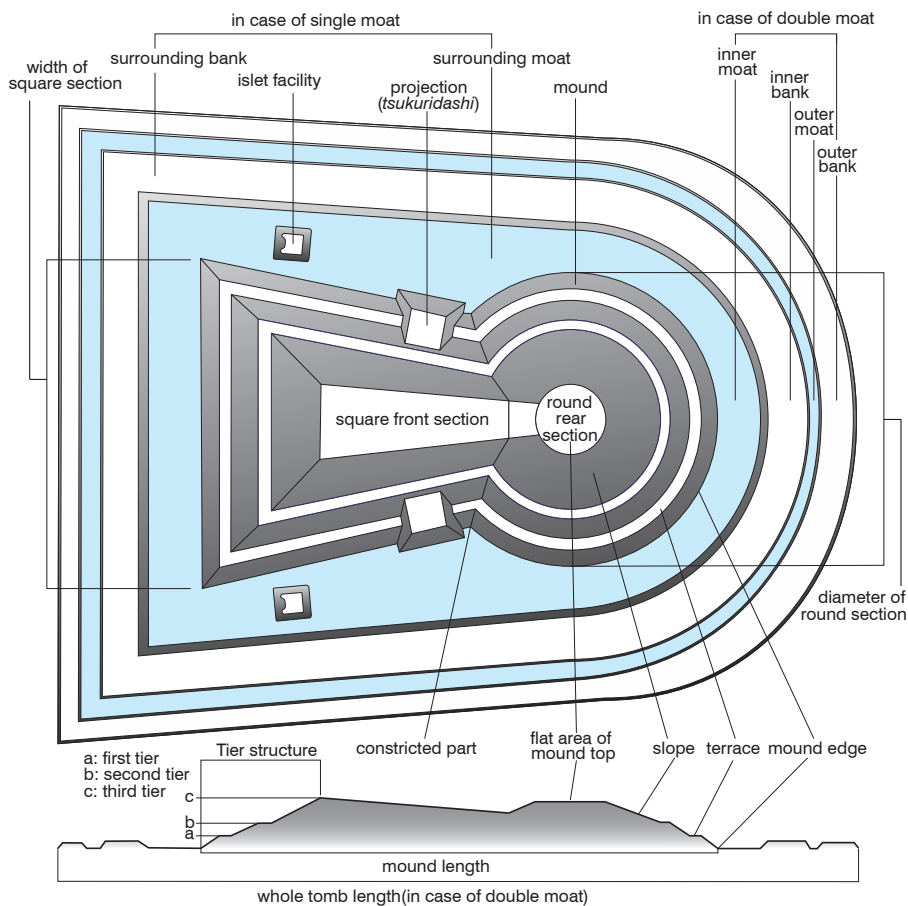 in case of single moat
in case of double moat
surrounding bank
surrounding moat
inner
moat
width of
square section
islet facility
projection
(tsukuridashi)
mound
inner
bank
outer
moat
outer
bank
square front section
round
rear
section
diameter of
round section
a: first tier
b: second tier
c: third tier
Tier structure
constricted part
flat area of
mound top
slope
terrace
mound edge
c
b
a
mound length
whole tomb length(in case of double moat)